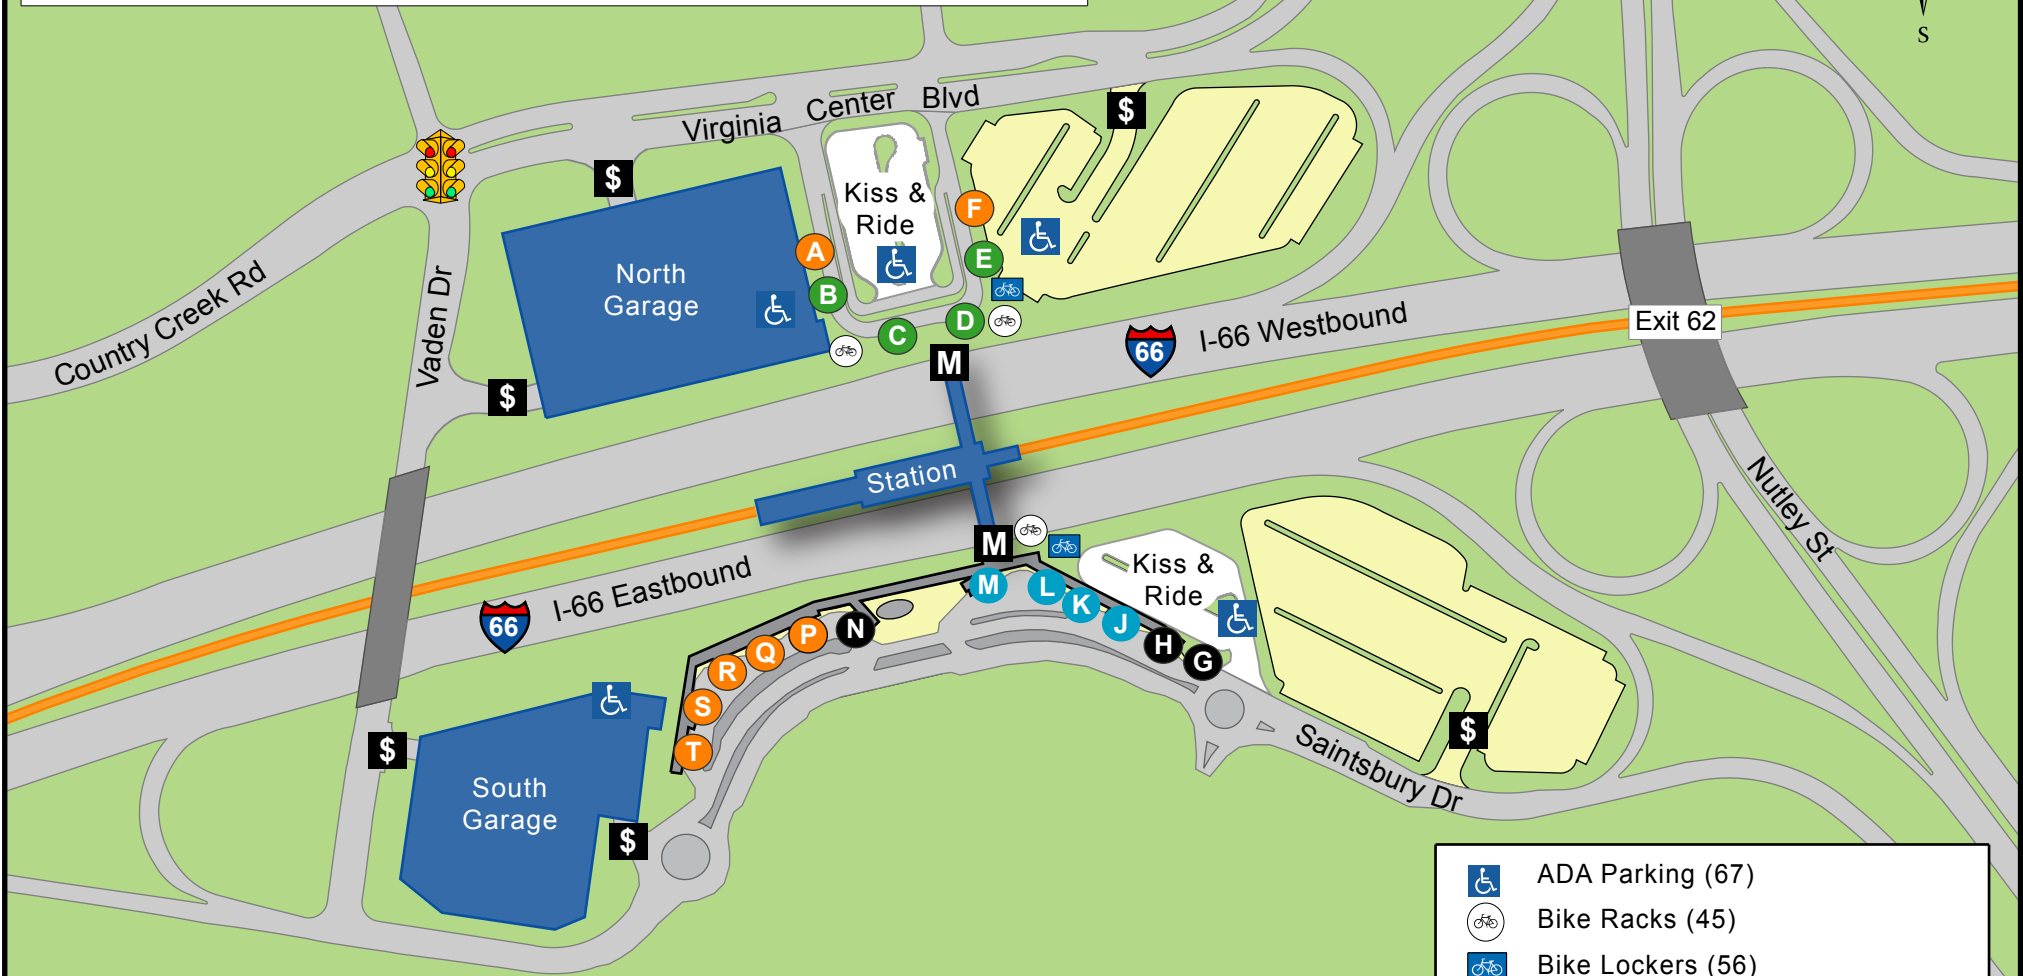 S
Virginia Center Blvd
$
$
Kiss &
Ride
F
A
E
B
North
Garage
D
C
Country Creek Rd
Vaden Dr
M
66
I-66 Westbound
Exit 62
$
Station
Nutley St
M
Kiss &
Ride
I-66 Eastbound
66
M
L
K
J
H
G
N
P
Q
R
S
T
$
$
Saintsbury Dr
South
Garage
$
ADA Parking (67)
Bike Racks (45)
Bike Lockers (56)